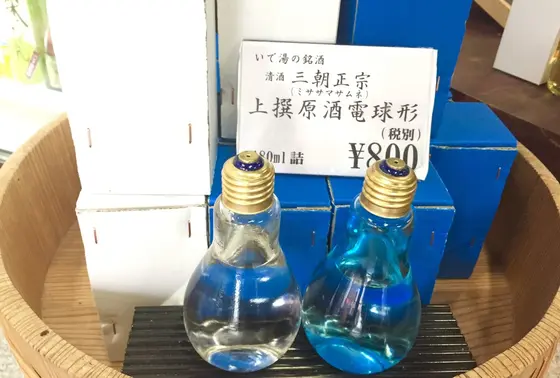 いで湯の銘酒
清酒 三朝正宗
(ミササマサムネ)
上撰原酒電球形
(税別)
180ml詰 ¥800